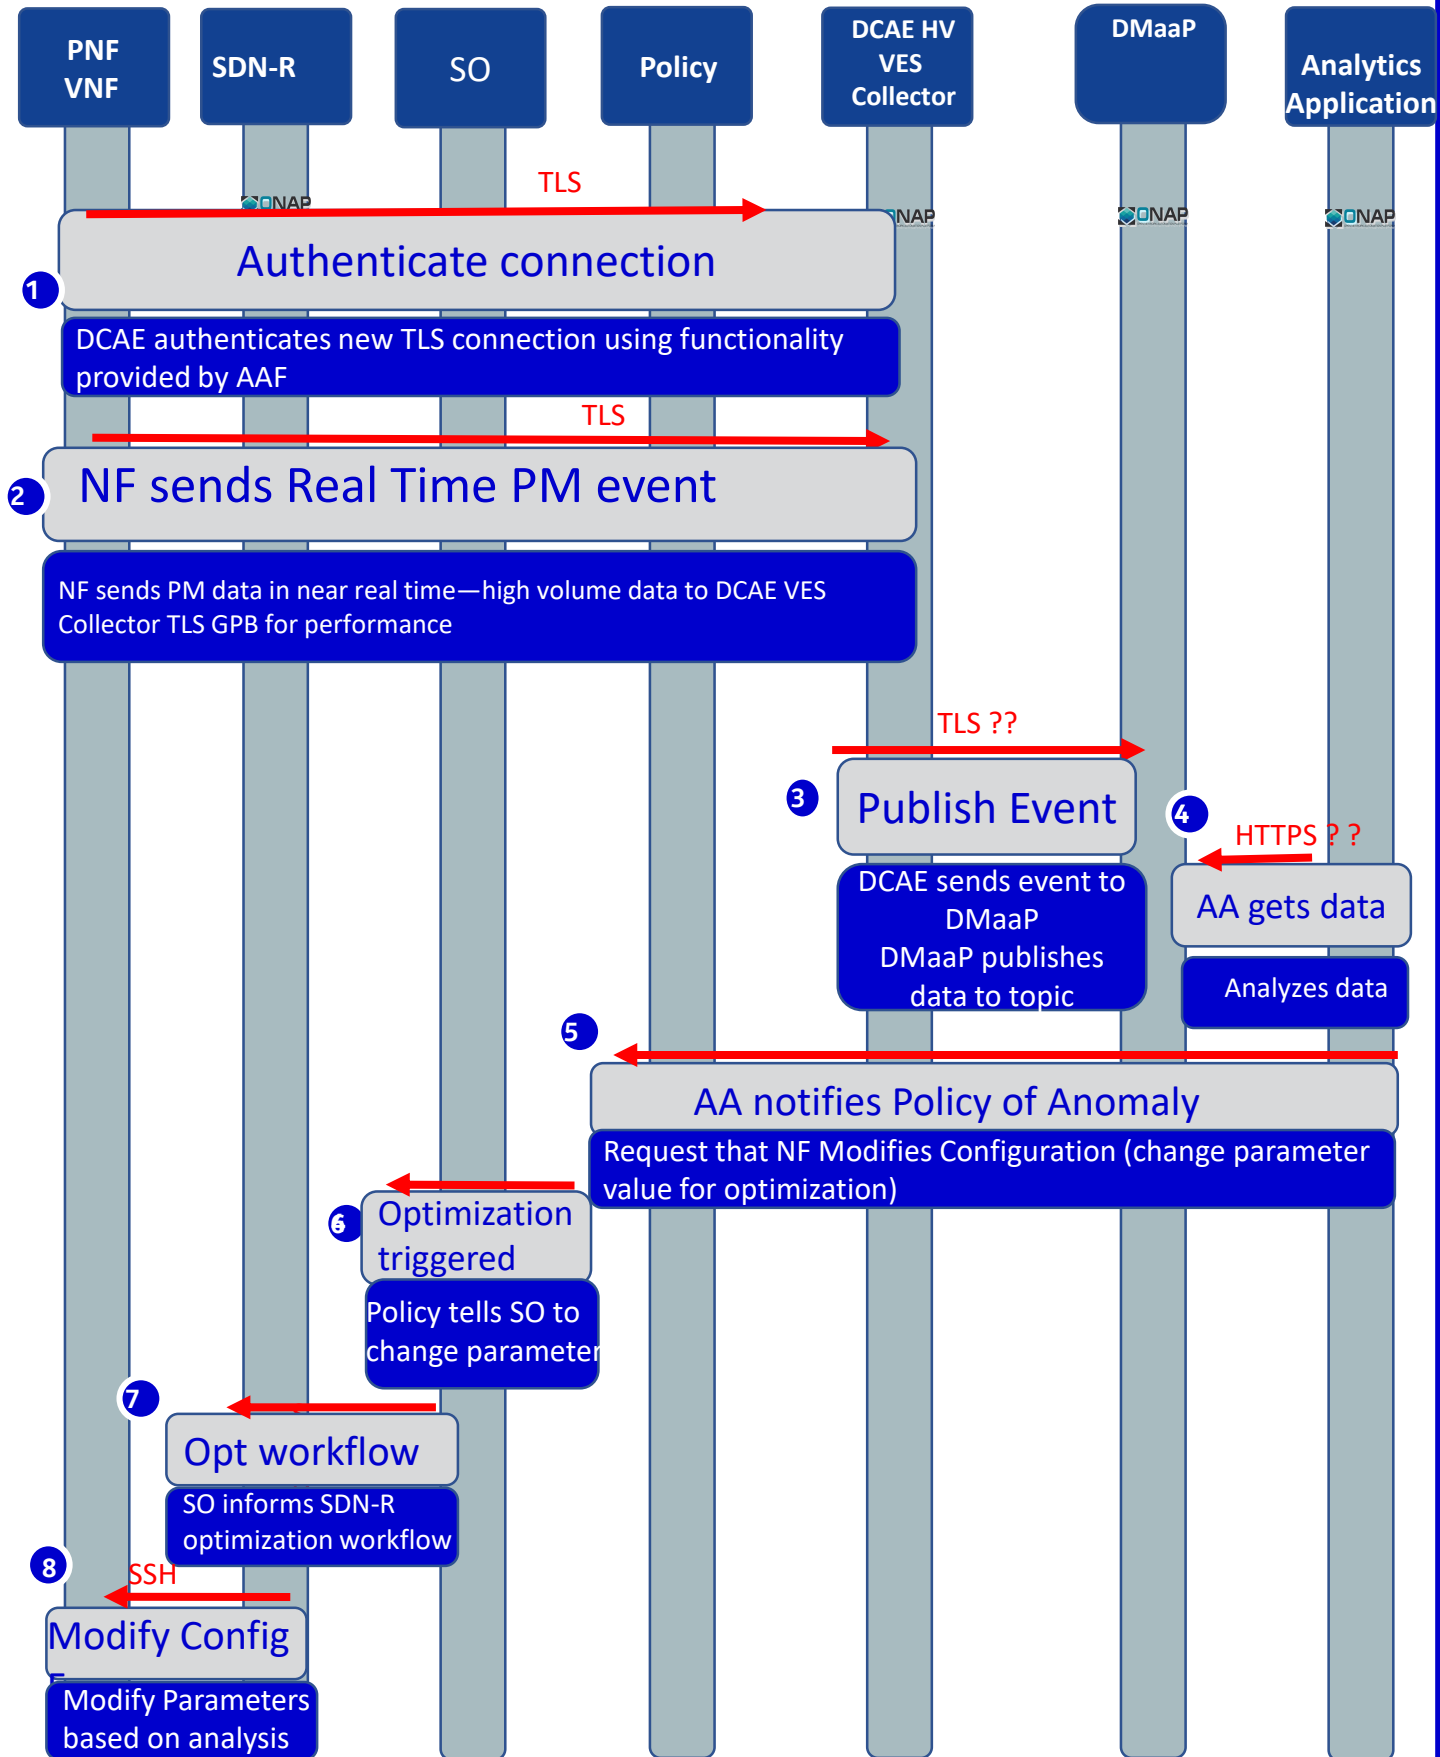 PNF
VNF
SDN-R
SO
Policy
DCAE HV
VES
Collector
DMaaP
Analytics
Application
TLS
ONAP
NAP
ONAP
ONAP
Authenticate connection
1
DCAE authenticates new TLS connection using functionality
provided by AAF
TLS
NF sends Real Time PM event
2
NF sends PM data in near real time—high volume data to DCAE VES
Collector TLS GPB for performance
TLS ??
3
Publish Event
4
HTTPS ? ?
DCAE sends event to
DMaaP
DMaaP publishes
data to topic
AA gets data
Analyzes data
5
AA notifies Policy of Anomaly
Request that NF Modifies Configuration (change parameter
value for optimization)
6
Optimization
triggered
Policy tells SO to
change parameter
7
Opt workflow
SO informs SDN-R
optimization workflow
8
SSH
Modify Config
Modify Parameters
based on analysis